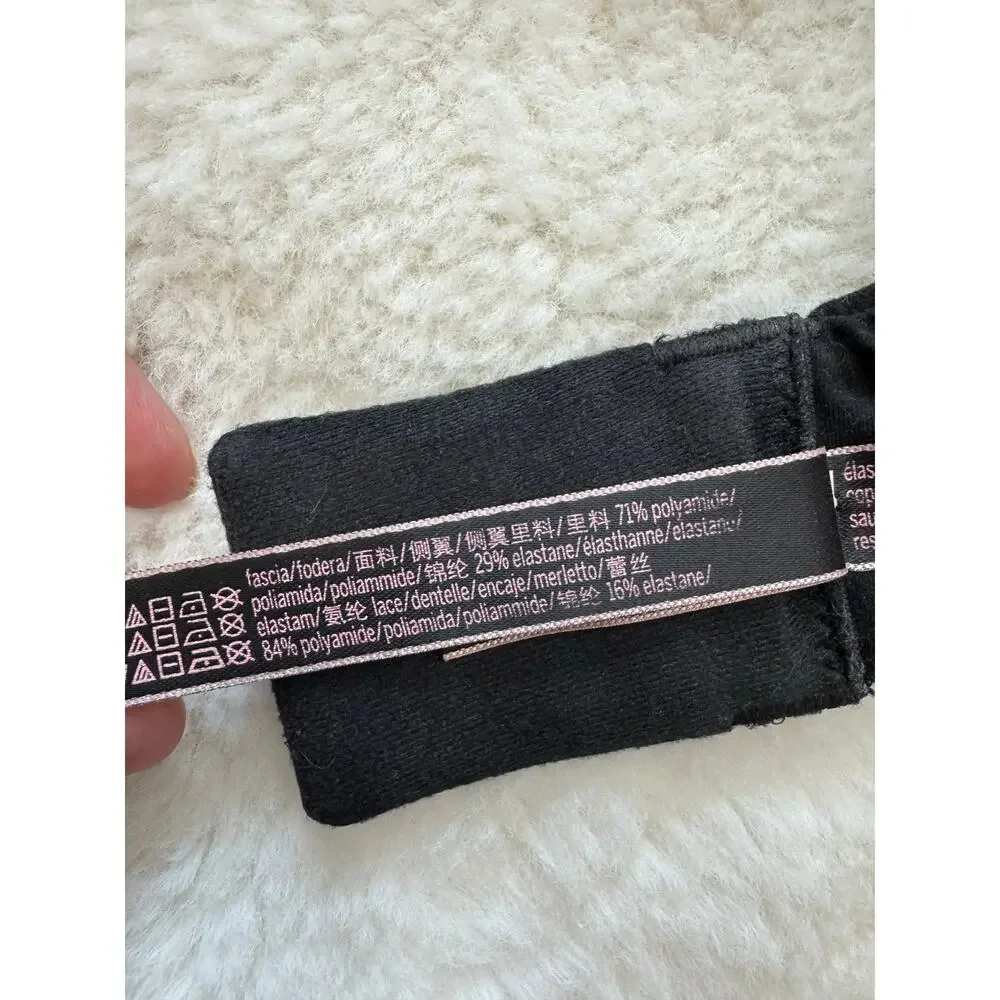 fascia/fodera/面料/侧翼/侧翼里料/里料 71% polyamide/
poliamida/poliammide/锦纶 29% elastane/élasthanne/elastano/
elastam/氨纶 lace/dentelle/encaje/merletto/蕾丝
84% polyamide/poliamida/poliammide/锦纶 16% elastane/
élas